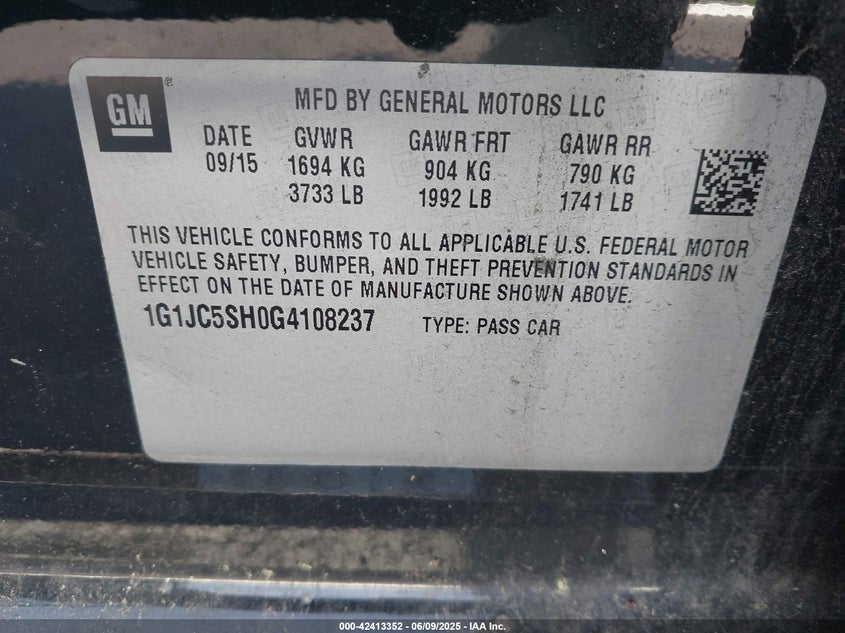 GM ®
MFD BY GENERAL MOTORS LLC
DATE GVWR GAWR FRT GAWR RR
09/15 1694 KG 904 KG 790 KG
3733 LB 1992 LB 1741 LB
THIS VEHICLE CONFORMS TO ALL APPLICABLE U.S. FEDERAL MOTOR
VEHICLE SAFETY, BUMPER, AND THEFT PREVENTION STANDARDS IN
EFFECT ON THE DATE OF MANUFACTURE SHOWN ABOVE.
1G1JC5SH0G4108237 TYPE: PASS CAR
000-42413352 - 06/09/2025 - IAA Inc.